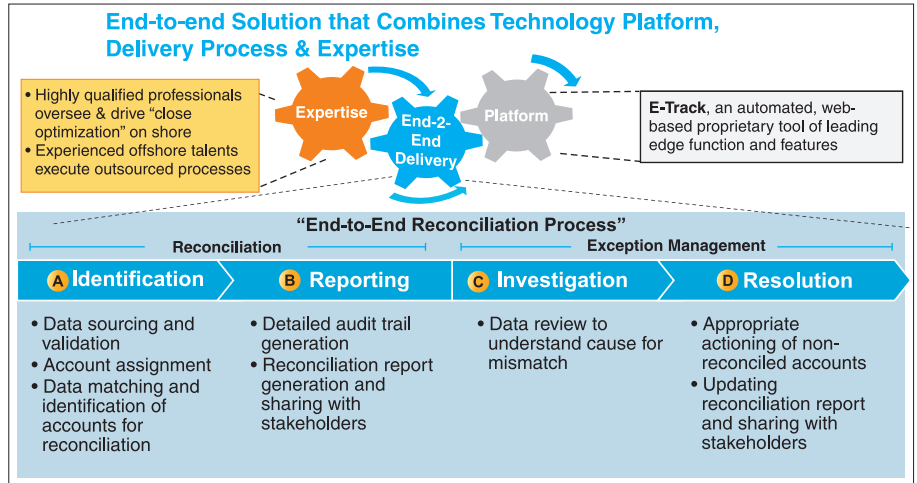 End-to-end Solution that Combines Technology Platform,
Delivery Process & Expertise
• Highly qualified professionals
oversee & drive "close
optimization" on shore
• Experienced offshore talents
execute outsourced processes
Expertise
End-2-
End
Delivery
Platform
E-Track, an automated, web-
based proprietary tool of leading
edge function and features
"End-to-End Reconciliation Process"
Reconciliation
Exception Management
A Identification
B Reporting
C Investigation
D Resolution
• Data sourcing and
validation
• Account assignment
• Data matching and
identification of
accounts for
reconciliation
• Detailed audit trail
generation
• Reconciliation report
generation and
sharing with
stakeholders
• Data review to
understand cause for
mismatch
• Appropriate
actioning of non-
reconciled accounts
• Updating
reconciliation report
and sharing with
stakeholders